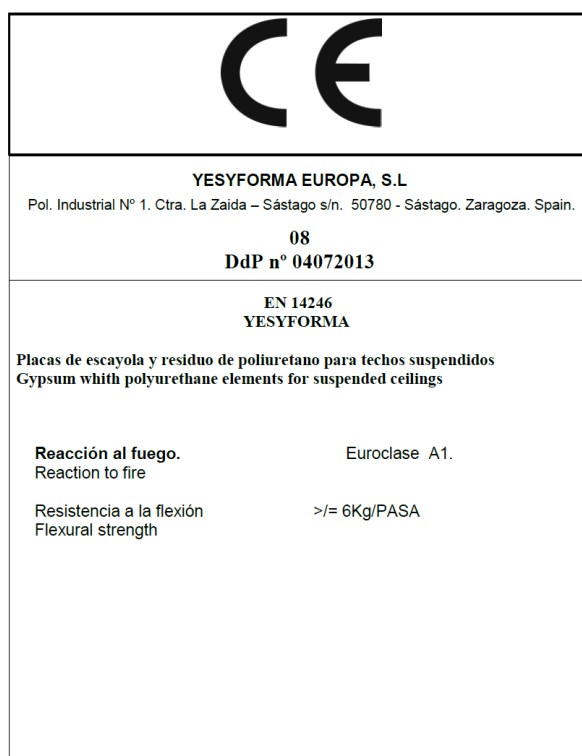 CE
YESYFORMA EUROPA, S.L
Pol. Industrial Nº 1. Ctra. La Zaida – Sástago s/n.  50780 - Sástago. Zaragoza. Spain.
08
DdP nº 04072013
EN 14246
YESYFORMA
Placas de escayola y residuo de poliuretano para techos suspendidos
Gypsum whith polyurethane elements for suspended ceilings
Reacción al fuego. Euroclase  A1.
Reaction to fire
Resistencia a la flexión >/= 6Kg/PASA
Flexural strength